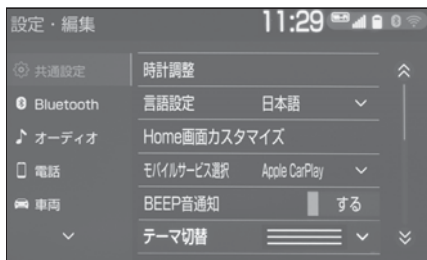 設定・編集 11:29
共通設定
Bluetooth
オーディオ
電話
車両
時計調整
言語設定 日本語
Home画面カスタマイズ
モバイルサービス選択 Apple CarPlay
BEEP音通知 する
テーマ切替